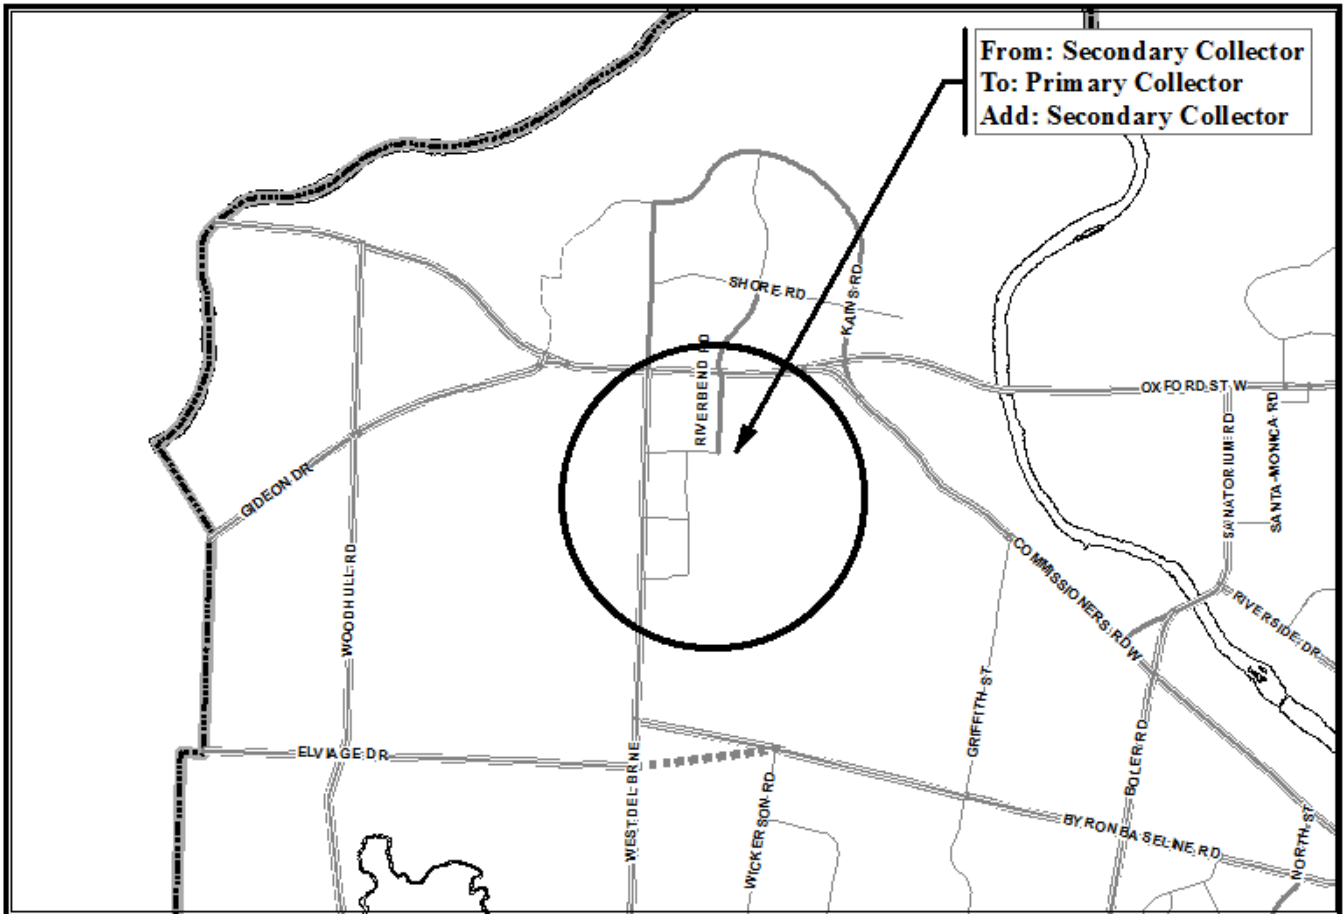 From: Secondary Collector
To: Primary Collector
Add: Secondary Collector
SHORE RD
KAINS RD
RIVERBEND RD
OXFORD ST W
GIDEON DR
WOODHULL RD
SANATORIUM RD
SANTA MONICA RD
COMMISSIONERS RD W
RIVERSIDE DR
GRIFFITH ST
BOLER RD
ELVIAGE DR
WEST DEL BRNE
WICKERSON RD
BYRON BASELINE RD
NORTH ST